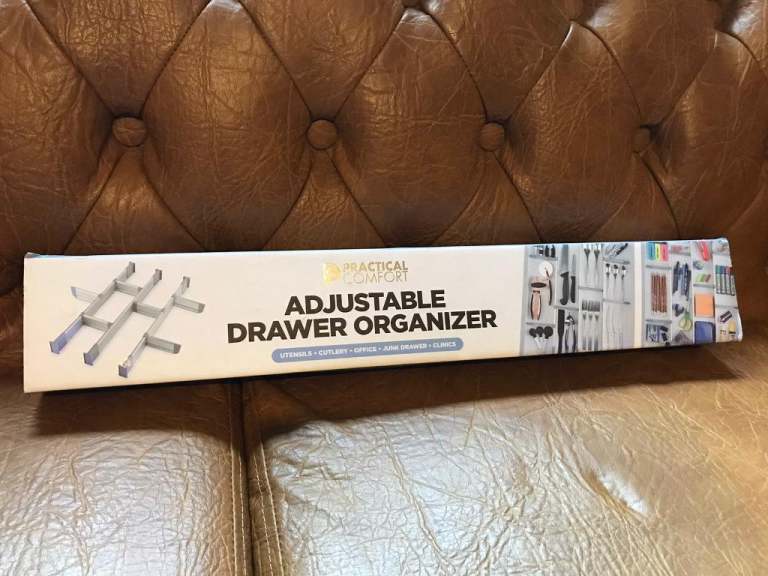 PRACTICAL
COMFORT
ADJUSTABLE
DRAWER ORGANIZER
UTENSILS • CUTLERY • OFFICE • JUNK DRAWER • CLINICS